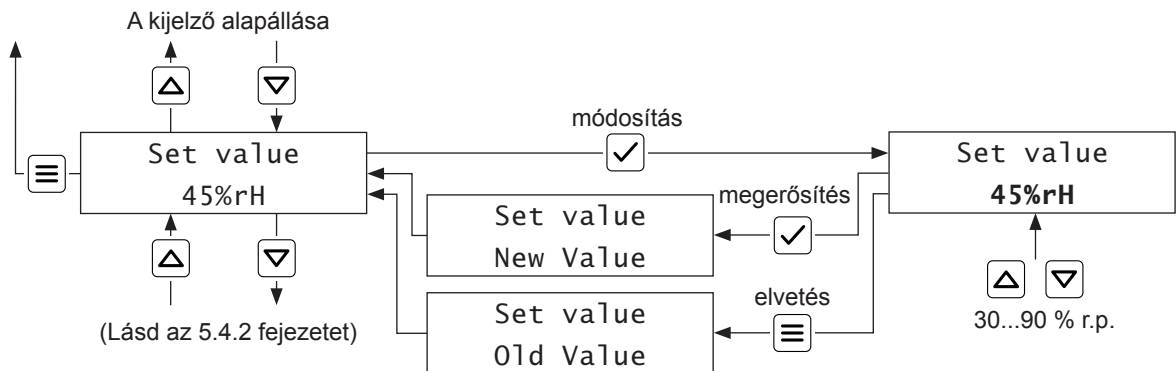 A kijelző alapállása
módosítás
Set value
45%rH
Set value
45%rH
megerősítés
Set value
New Value
elvetés
Set value
Old Value
(Lásd az 5.4.2 fejezetet)
30...90 % r.p.